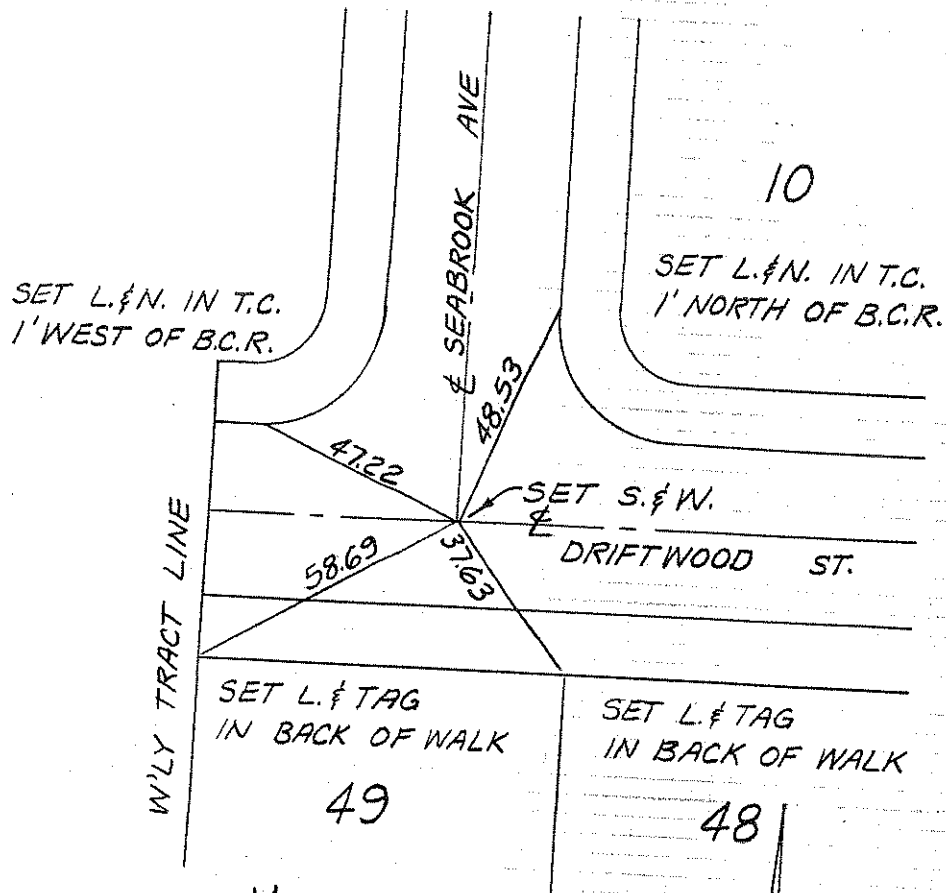 ℄ SEABROOK AVE
10
SET L.&N. IN T.C.
1' NORTH OF B.C.R.
SET L.&N. IN T.C.
1' WEST OF B.C.R.
48.53
47.22
SET S.&W.
℄ DRIFTWOOD ST.
58.69
37.63
W'LY TRACT LINE
SET L.& TAG
IN BACK OF WALK
49
SET L.& TAG
IN BACK OF WALK
48